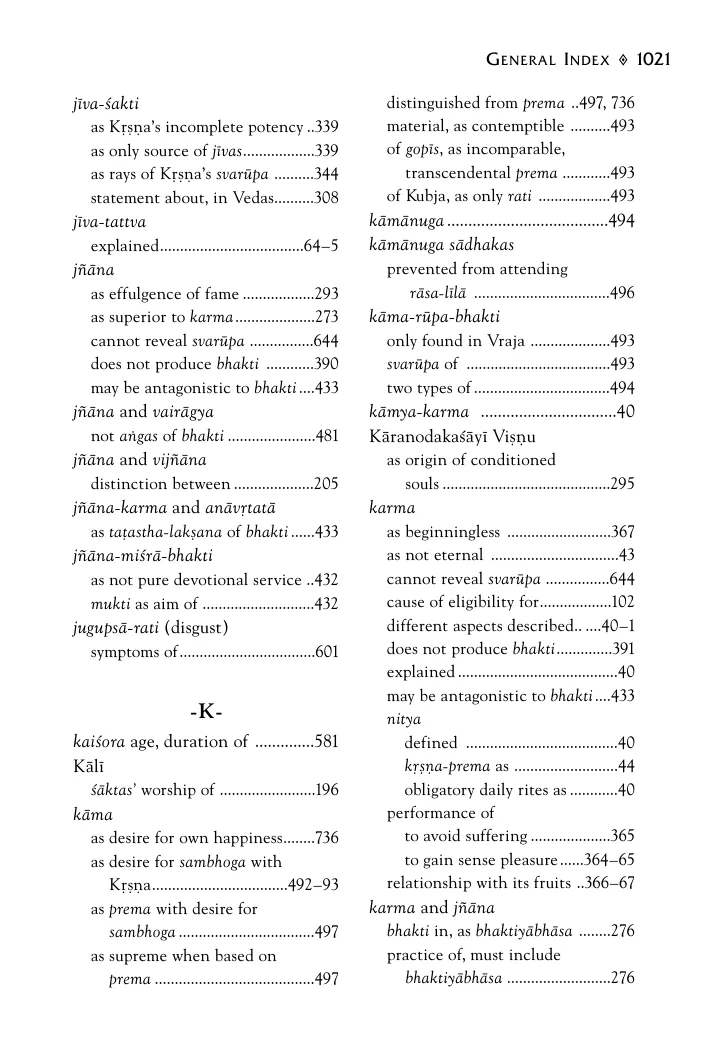 GENERAL INDEX ◊ 1021
jīva-śakti
as Kṛṣṇa's incomplete potency ..339
as only source of jīvas..................339
as rays of Kṛṣṇa's svarūpa ..........344
statement about, in Vedas..........308
jīva-tattva
explained....................................64–5
jñāna
as effulgence of fame ..................293
as superior to karma....................273
cannot reveal svarūpa ................644
does not produce bhakti ............390
may be antagonistic to bhakti....433
jñāna and vairāgya
not aṅgas of bhakti ......................481
jñāna and vijñāna
distinction between ....................205
jñāna-karma and anāvṛtatā
as taṭastha-lakṣana of bhakti......433
jñāna-miśrā-bhakti
as not pure devotional service ..432
mukti as aim of ............................432
jugupsā-rati (disgust)
symptoms of..................................601
-K-
kaiśora age, duration of ..............581
Kālī
śāktas' worship of ........................196
kāma
as desire for own happiness........736
as desire for sambhoga with
Kṛṣṇa..................................492–93
as prema with desire for
sambhoga ..................................497
as supreme when based on
prema ........................................497
distinguished from prema ..497, 736
material, as contemptible ..........493
of gopīs, as incomparable,
transcendental prema ............493
of Kubja, as only rati ..................493
kāmānuga......................................494
kāmānuga sādhakas
prevented from attending
rāsa-līlā ..................................496
kāma-rūpa-bhakti
only found in Vraja ....................493
svarūpa of ....................................493
two types of..................................494
kāmya-karma ................................40
Kāranodakaśāyī Viṣṇu
as origin of conditioned
souls ..........................................295
karma
as beginningless ..........................367
as not eternal ................................43
cannot reveal svarūpa ................644
cause of eligibility for..................102
different aspects described.. ....40–1
does not produce bhakti..............391
explained........................................40
may be antagonistic to bhakti....433
nitya
defined ......................................40
kṛṣṇa-prema as ..........................44
obligatory daily rites as ............40
performance of
to avoid suffering ....................365
to gain sense pleasure......364–65
relationship with its fruits ..366–67
karma and jñāna
bhakti in, as bhaktiyābhāsa ........276
practice of, must include
bhaktiyābhāsa ..........................276